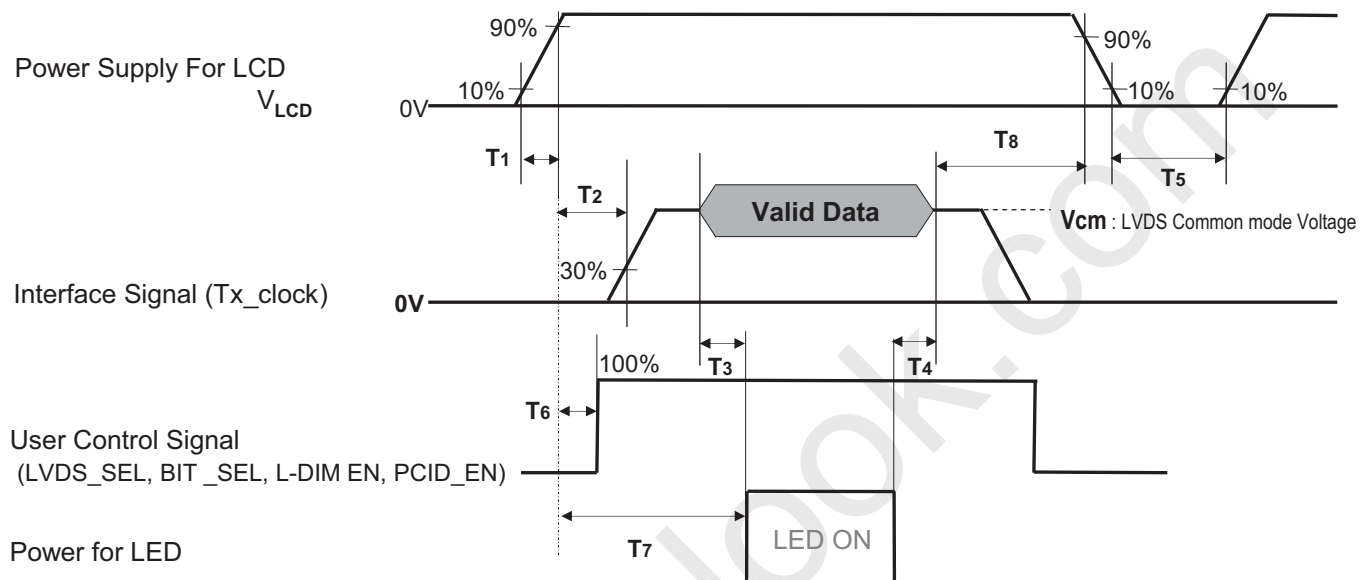 90%
90%
Power Supply For LCD
VLCD
10%
10%
10%
0V
T1
T8
T5
T2
Valid Data
Vcm : LVDS Common mode Voltage
30%
Interface Signal (Tx_clock)
0V
T3
T4
100%
T6
User Control Signal
(LVDS_SEL, BIT _SEL, L-DIM EN, PCID_EN)
T7
LED ON
Power for LED
look.com